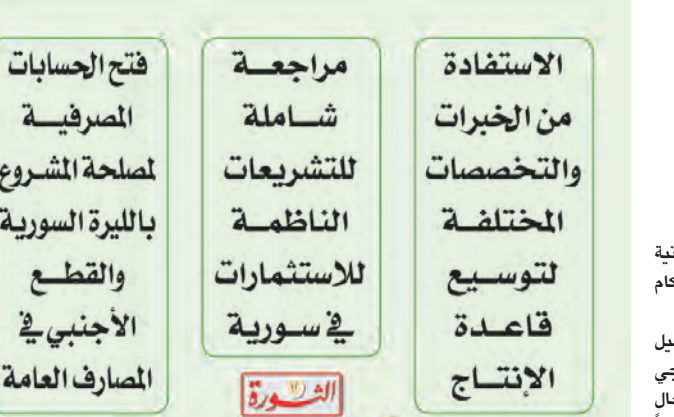 الاستفادة
من الخبرات
والتخصصات
المختلفة
لتوسيع
قاعدة
الإنتاج
مراجعة
شاملة
للتشريعات
الناظمة
للاستثمارات
في سورية
الثورة
فتح الحسابات
المصرفية
لمصلحة المشروع
بالليرة السورية
والقطع
الأجنبي في
المصارف العامة